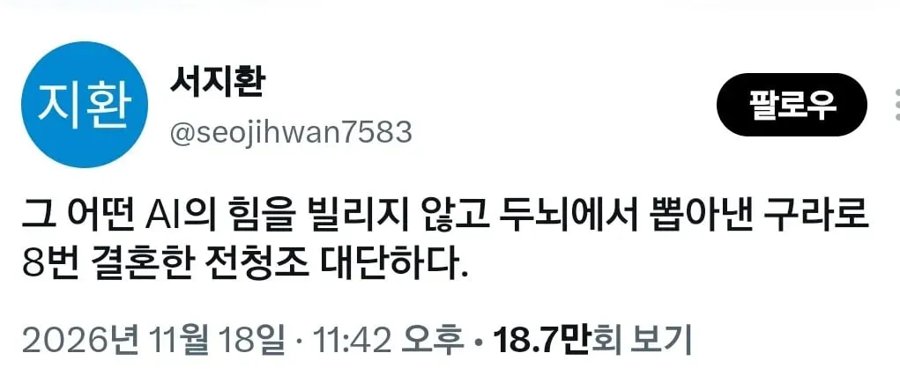 지환
서지환
@seojihwan7583
팔로우
그 어떤 AI의 힘을 빌리지 않고 두뇌에서 뽑아낸 구라로
8번 결혼한 전청조 대단하다.
2026년 11월 18일 · 11:42 오후 • 18.7만회 보기